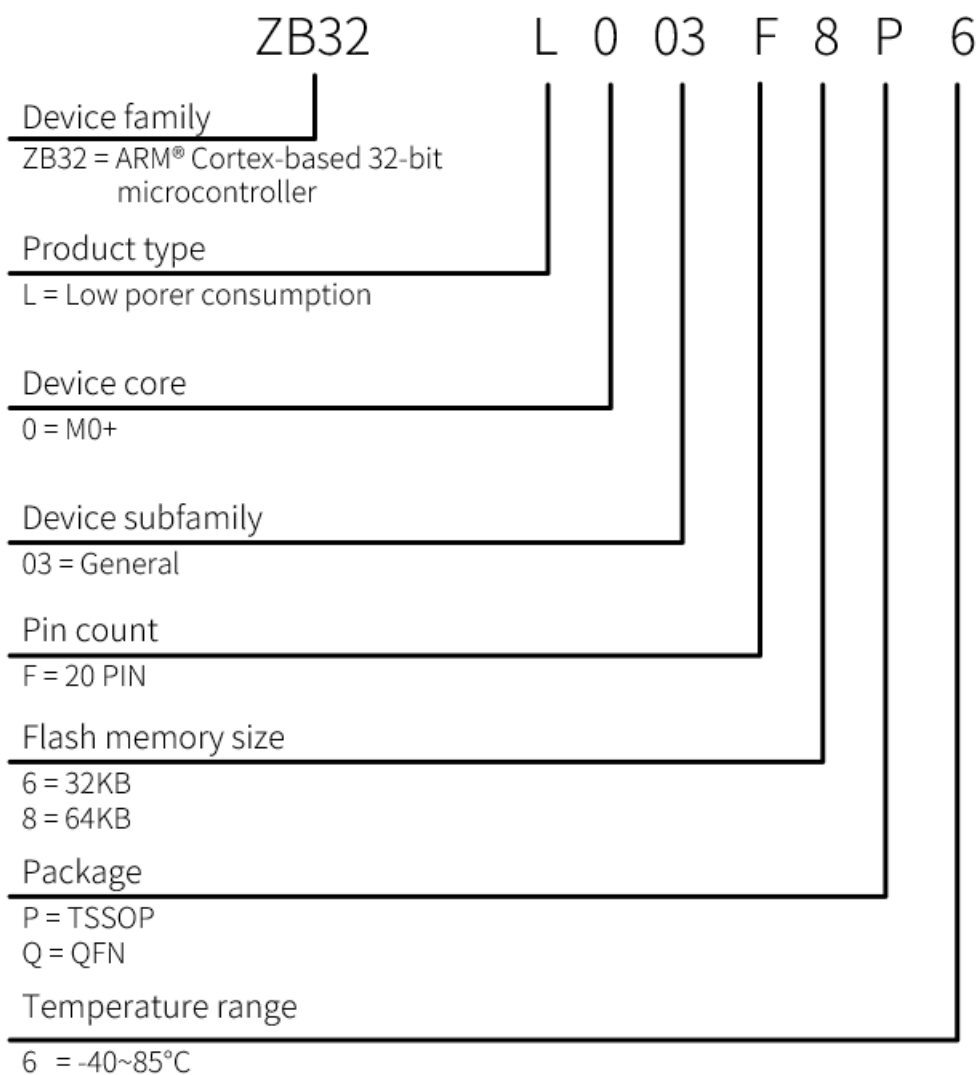 ZB32 L 0 03 F 8 P 6
Device family
ZB32 = ARM® Cortex-based 32-bit
microcontroller
Product type
L = Low porer consumption
Device core
0 = M0+
Device subfamily
03 = General
Pin count
F = 20 PIN
Flash memory size
6 = 32KB
8 = 64KB
Package
P = TSSOP
Q = QFN
Temperature range
6 = -40~85°C